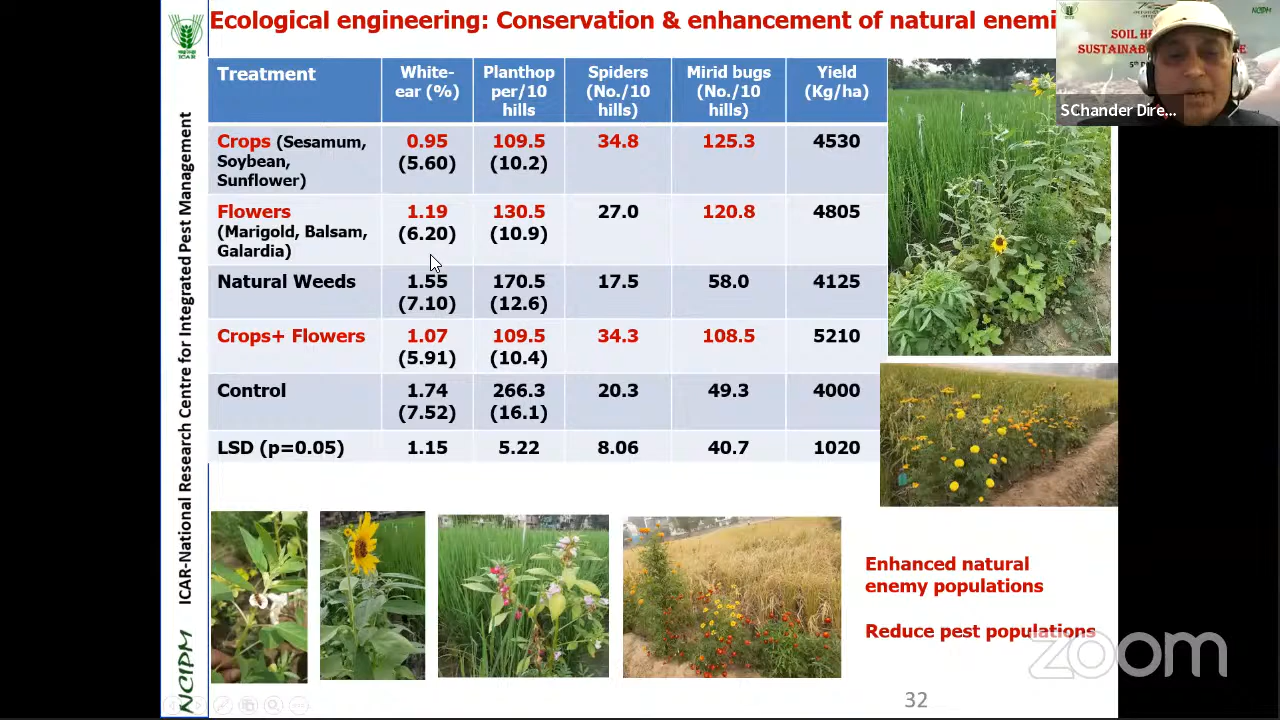 Ecological engineering: Conservation & enhancement of natural enemi
ICAR
ICAR-National Research Centre for Integrated Pest Management
NCIPM
Treatment White-ear (%) Planthopper/10 hills Spiders (No./10 hills) Mirid bugs (No./10 hills) Yield (Kg/ha)
Crops (Sesamum, Soybean, Sunflower) 0.95 (5.60) 109.5 (10.2) 34.8 125.3 4530
Flowers (Marigold, Balsam, Galardia) 1.19 (6.20) 130.5 (10.9) 27.0 120.8 4805
Natural Weeds 1.55 (7.10) 170.5 (12.6) 17.5 58.0 4125
Crops+ Flowers 1.07 (5.91) 109.5 (10.4) 34.3 108.5 5210
Control 1.74 (7.52) 266.3 (16.1) 20.3 49.3 4000
LSD (p=0.05) 1.15 5.22 8.06 40.7 1020
Enhanced natural
enemy populations
Reduce pest populations
32
SOIL
SUSTAINAB
NCIPM
SChander Dire...
zoom